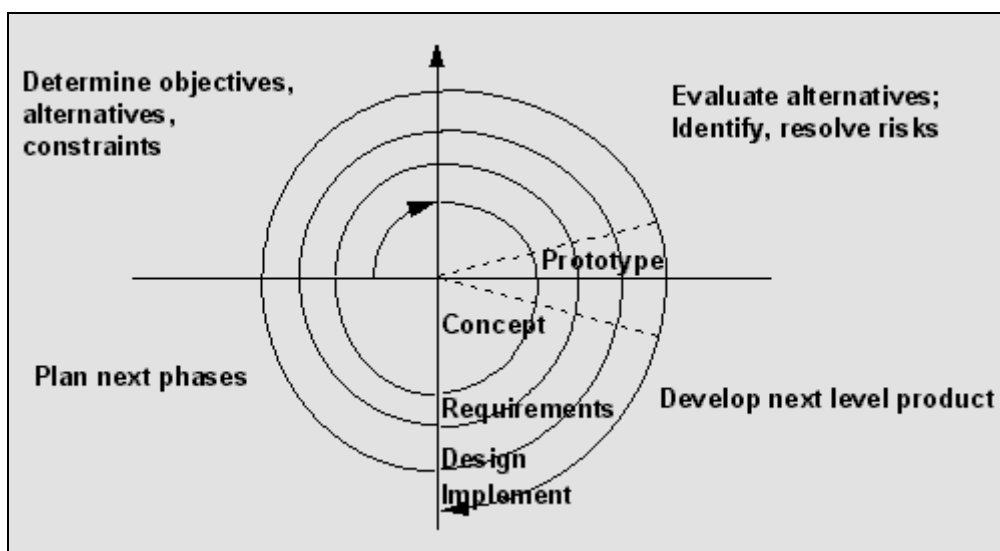 Determine objectives,
alternatives,
constraints
Evaluate alternatives;
Identify, resolve risks
Prototype
Concept
Plan next phases
Requirements
Develop next level product
Design
Implement